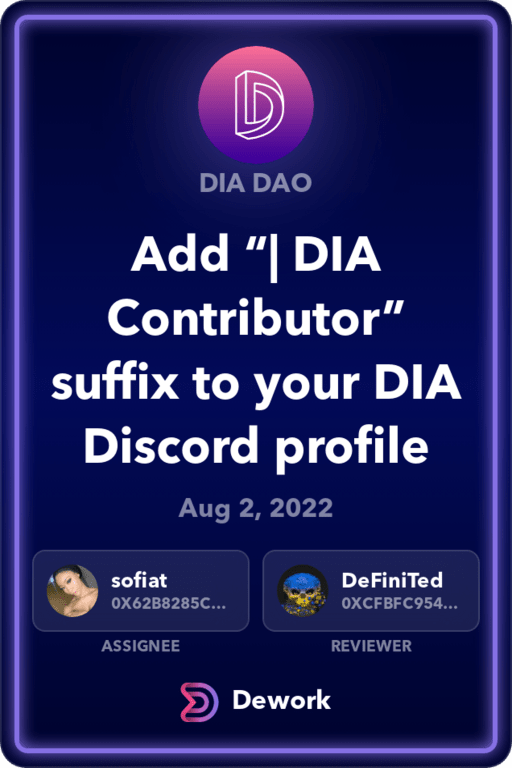 DIA DAO
Add “| DIA
Contributor”
suffix to your DIA
Discord profile
Aug 2, 2022
sofiat
0X62B8285C...
ASSIGNEE
DeFiniTed
0XCFBFC954...
REVIEWER
Dework